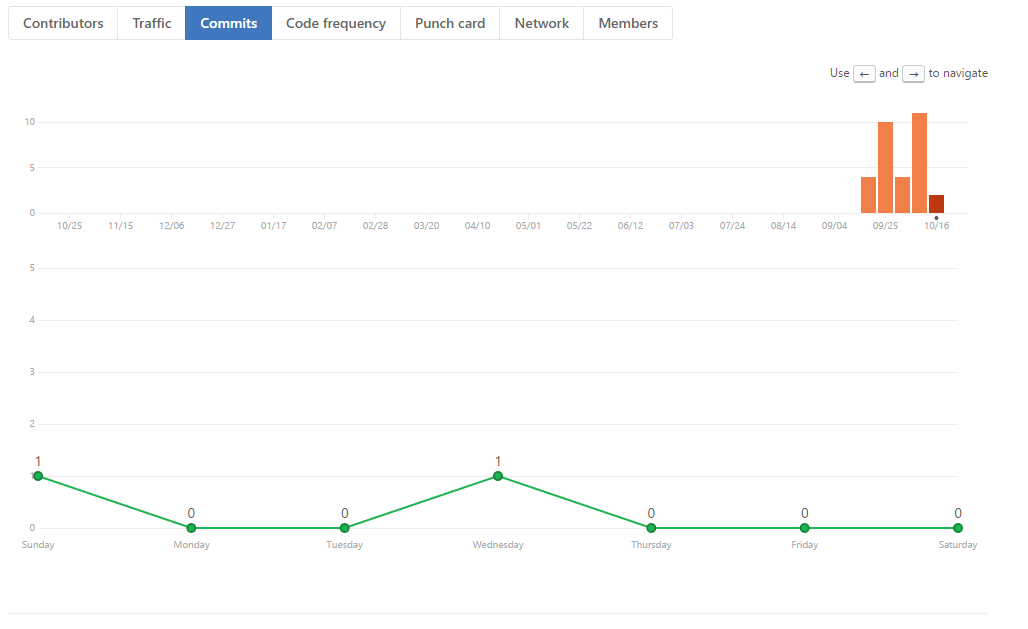 Contributors Traffic Commits Code frequency Punch card Network Members
Use ← and → to navigate
10
5
0
10/25 11/15 12/06 12/27 01/17 02/07 02/28 03/20 04/10 05/01 05/22 06/12 07/03 07/24 08/14 09/04 09/25 10/16
5
4
3
2
1 1
1
0 0 0 0 0
0
Sunday Monday Tuesday Wednesday Thursday Friday Saturday